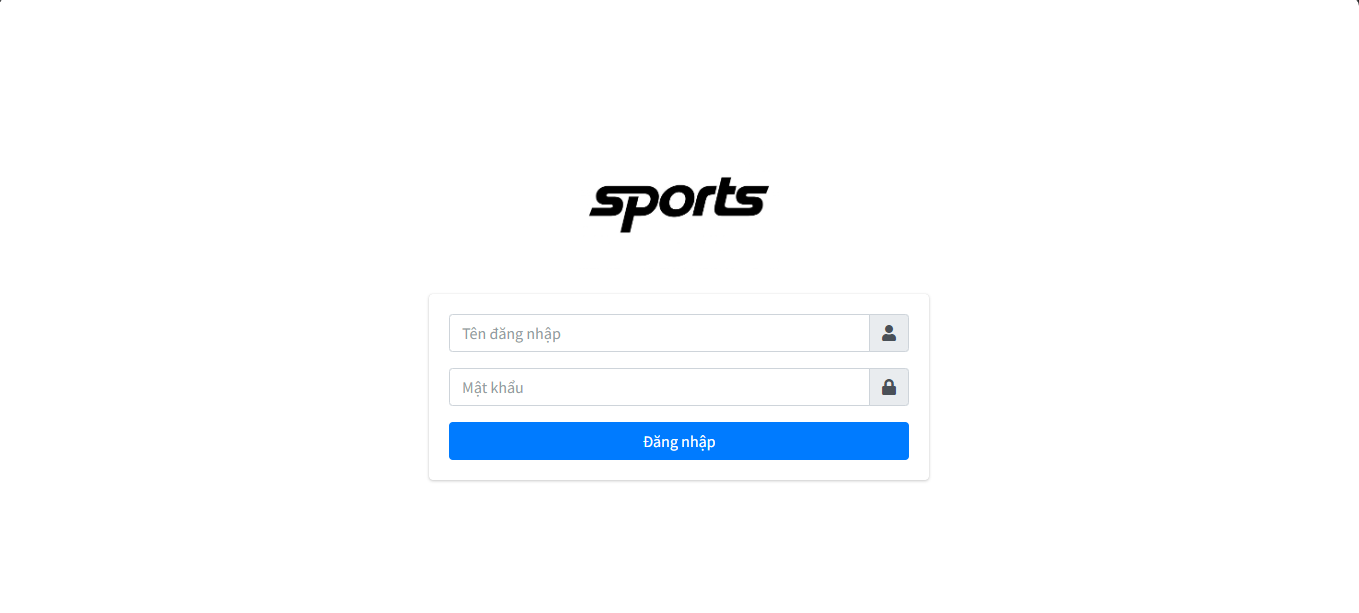 sports
Tên đăng nhập
Mật khẩu
Đăng nhập